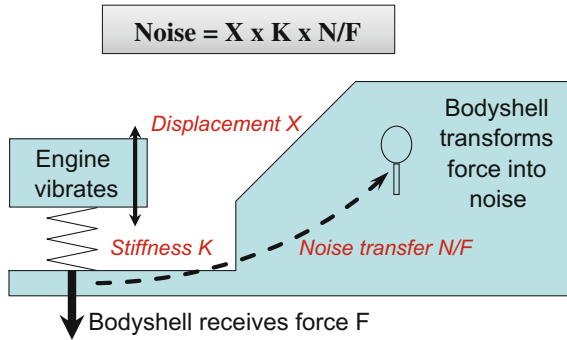 Noise = X x K x N/F
Displacement X
Engine
vibrates
Bodyshell
transforms
force into
noise
Stiffness K
Noise transfer N/F
Bodyshell receives force F